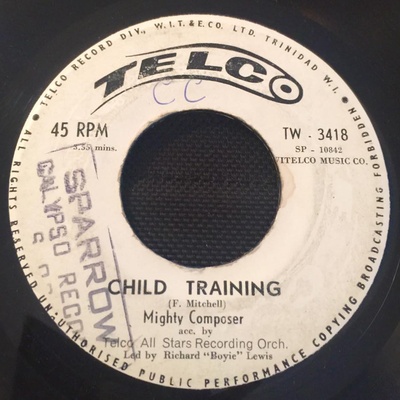 • TELCO RECORD DIV., W.I.T. & E. CO. LTD. TRINIDAD W.I. •
ALL RIGHTS RESERVED UNAUTHORISED PUBLIC PERFORMANCE COPYING BROADCASTING FORBIDDEN
TELCO
CC
45 RPM
TW - 3418
3.35 mins.
SP - 10842
WITELCO MUSIC CO.
SPARROW
CALYPSO RECO
CHILD TRAINING
(F. Mitchell)
Mighty Composer
acc. by
Telco All Stars Recording Orch.
Led by Richard "Boyie" Lewis